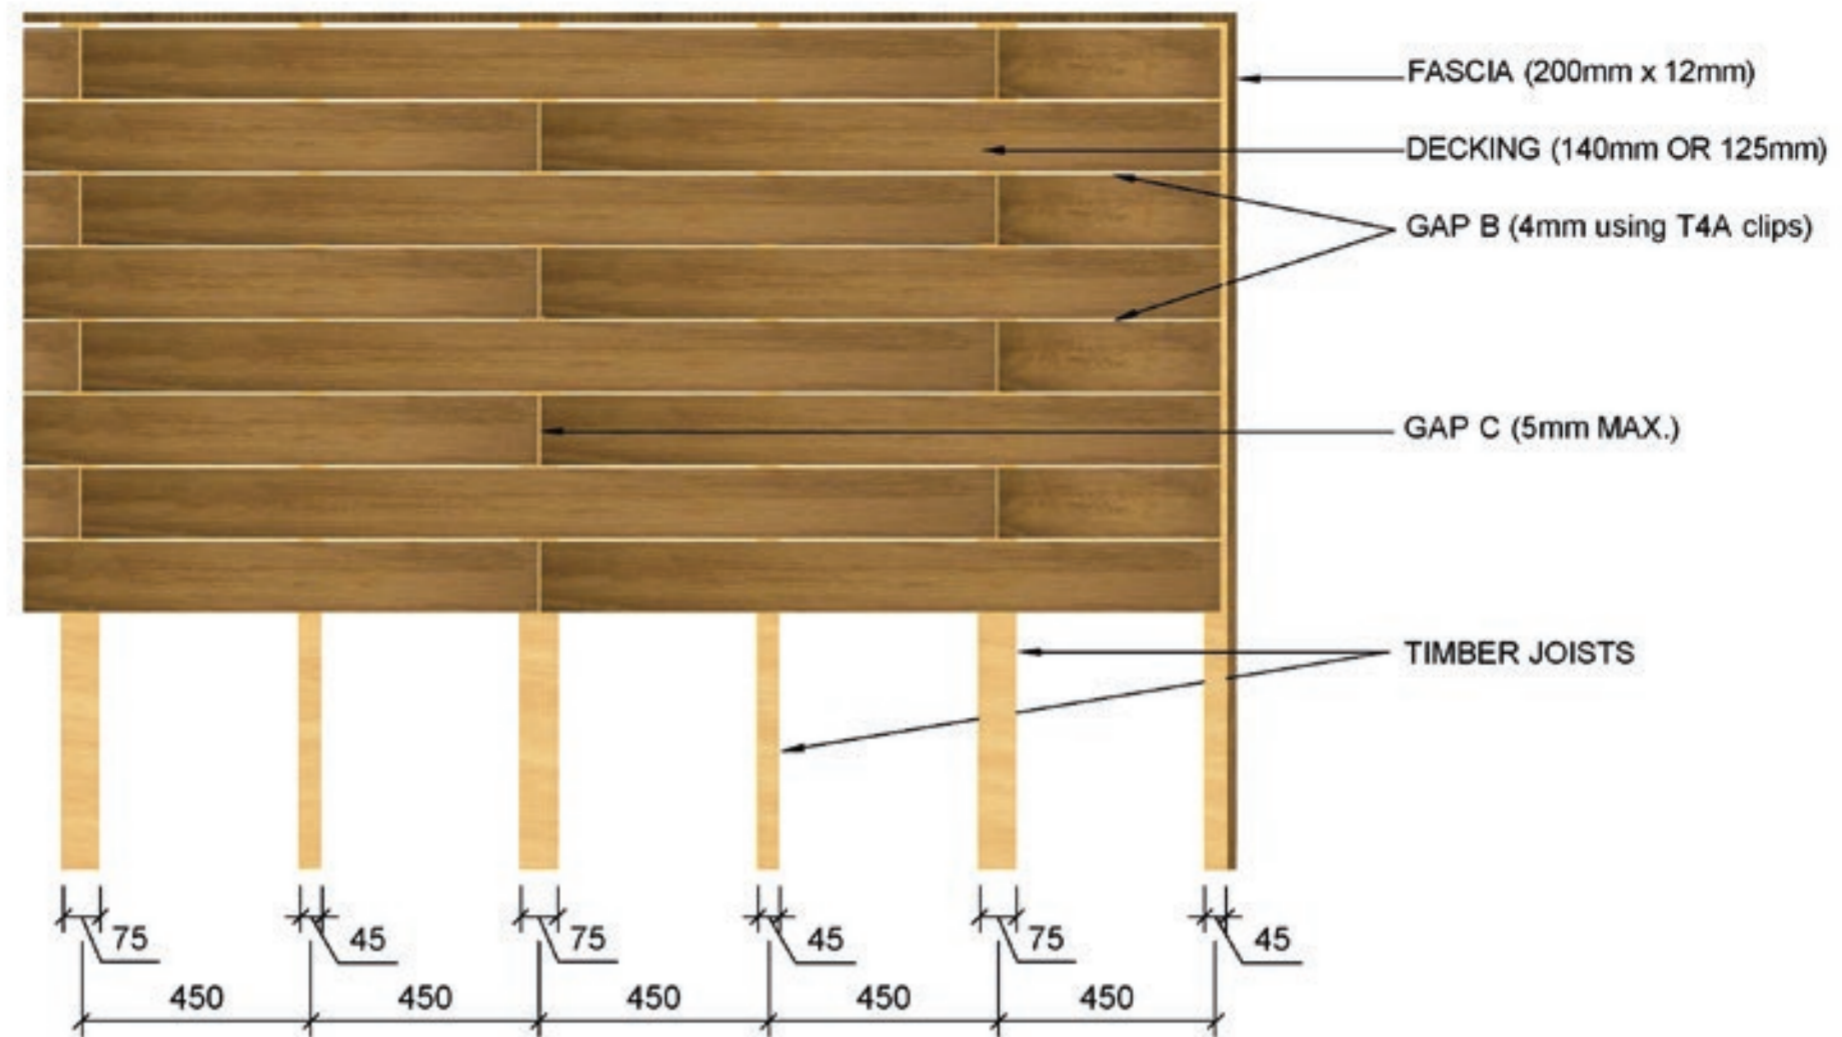 FASCIA (200mm x 12mm)
DECKING (140mm OR 125mm)
GAP B (4mm using T4A clips)
GAP C (5mm MAX.)
TIMBER JOISTS
75 45 75 45 75 45
450 450 450 450 450